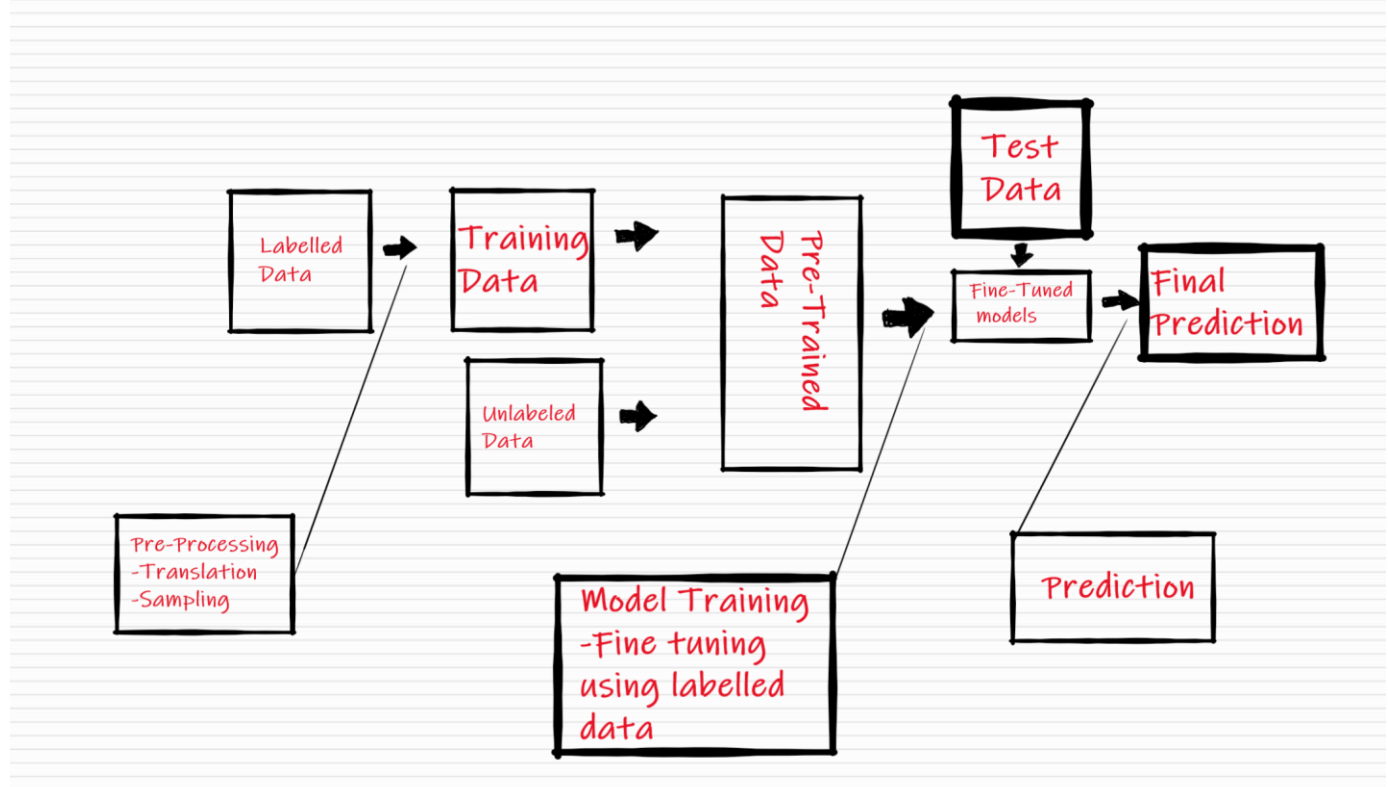 Test
Data
Labelled
Data
Training
Data
Pre-Trained
Data
Fine-Tuned
models
Final
Prediction
Unlabeled
Data
Pre-Processing
-Translation
-Sampling
Model Training
-Fine tuning
using labelled
data
Prediction